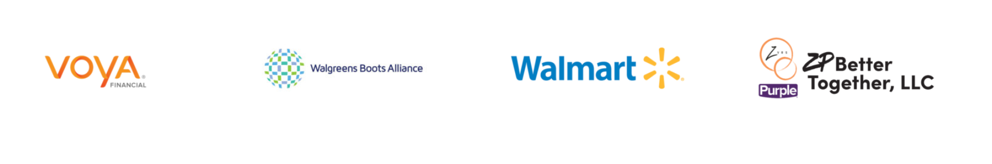 VOYA
FINANCIAL
Walgreens Boots Alliance
Walmart
Z
Purple
ZP Better
Together, LLC